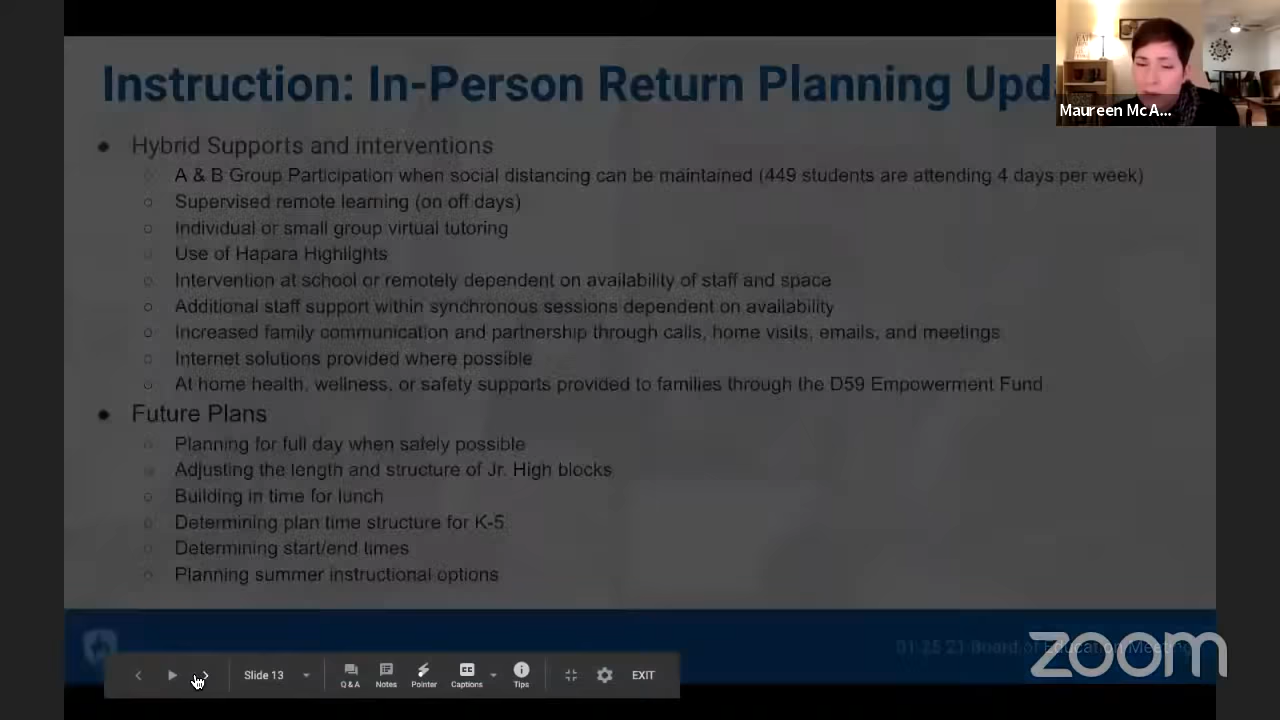 Instruction: In-Person Return Planning Upd
Maureen Mc A...
Hybrid Supports and interventions
A & B Group Participation when social distancing can be maintained (449 students are attending 4 days per week)
Supervised remote learning (on off days)
Individual or small group virtual tutoring
Use of Hapara Highlights
Intervention at school or remotely dependent on availability of staff and space
Additional staff support within synchronous sessions dependent on availability
Increased family communication and partnership through calls, home visits, emails, and meetings
Internet solutions provided where possible
At home health, wellness, or safety supports provided to families through the D59 Empowerment Fund
Future Plans
Planning for full day when safely possible
Adjusting the length and structure of Jr. High blocks
Building in time for lunch
Determining plan time structure for K-5
Determining start/end times
Planning summer instructional options
01.25.21 Board of Education Meeting
zoom
Slide 13
Q & A
Notes
Pointer
CC
Captions
Tips
EXIT